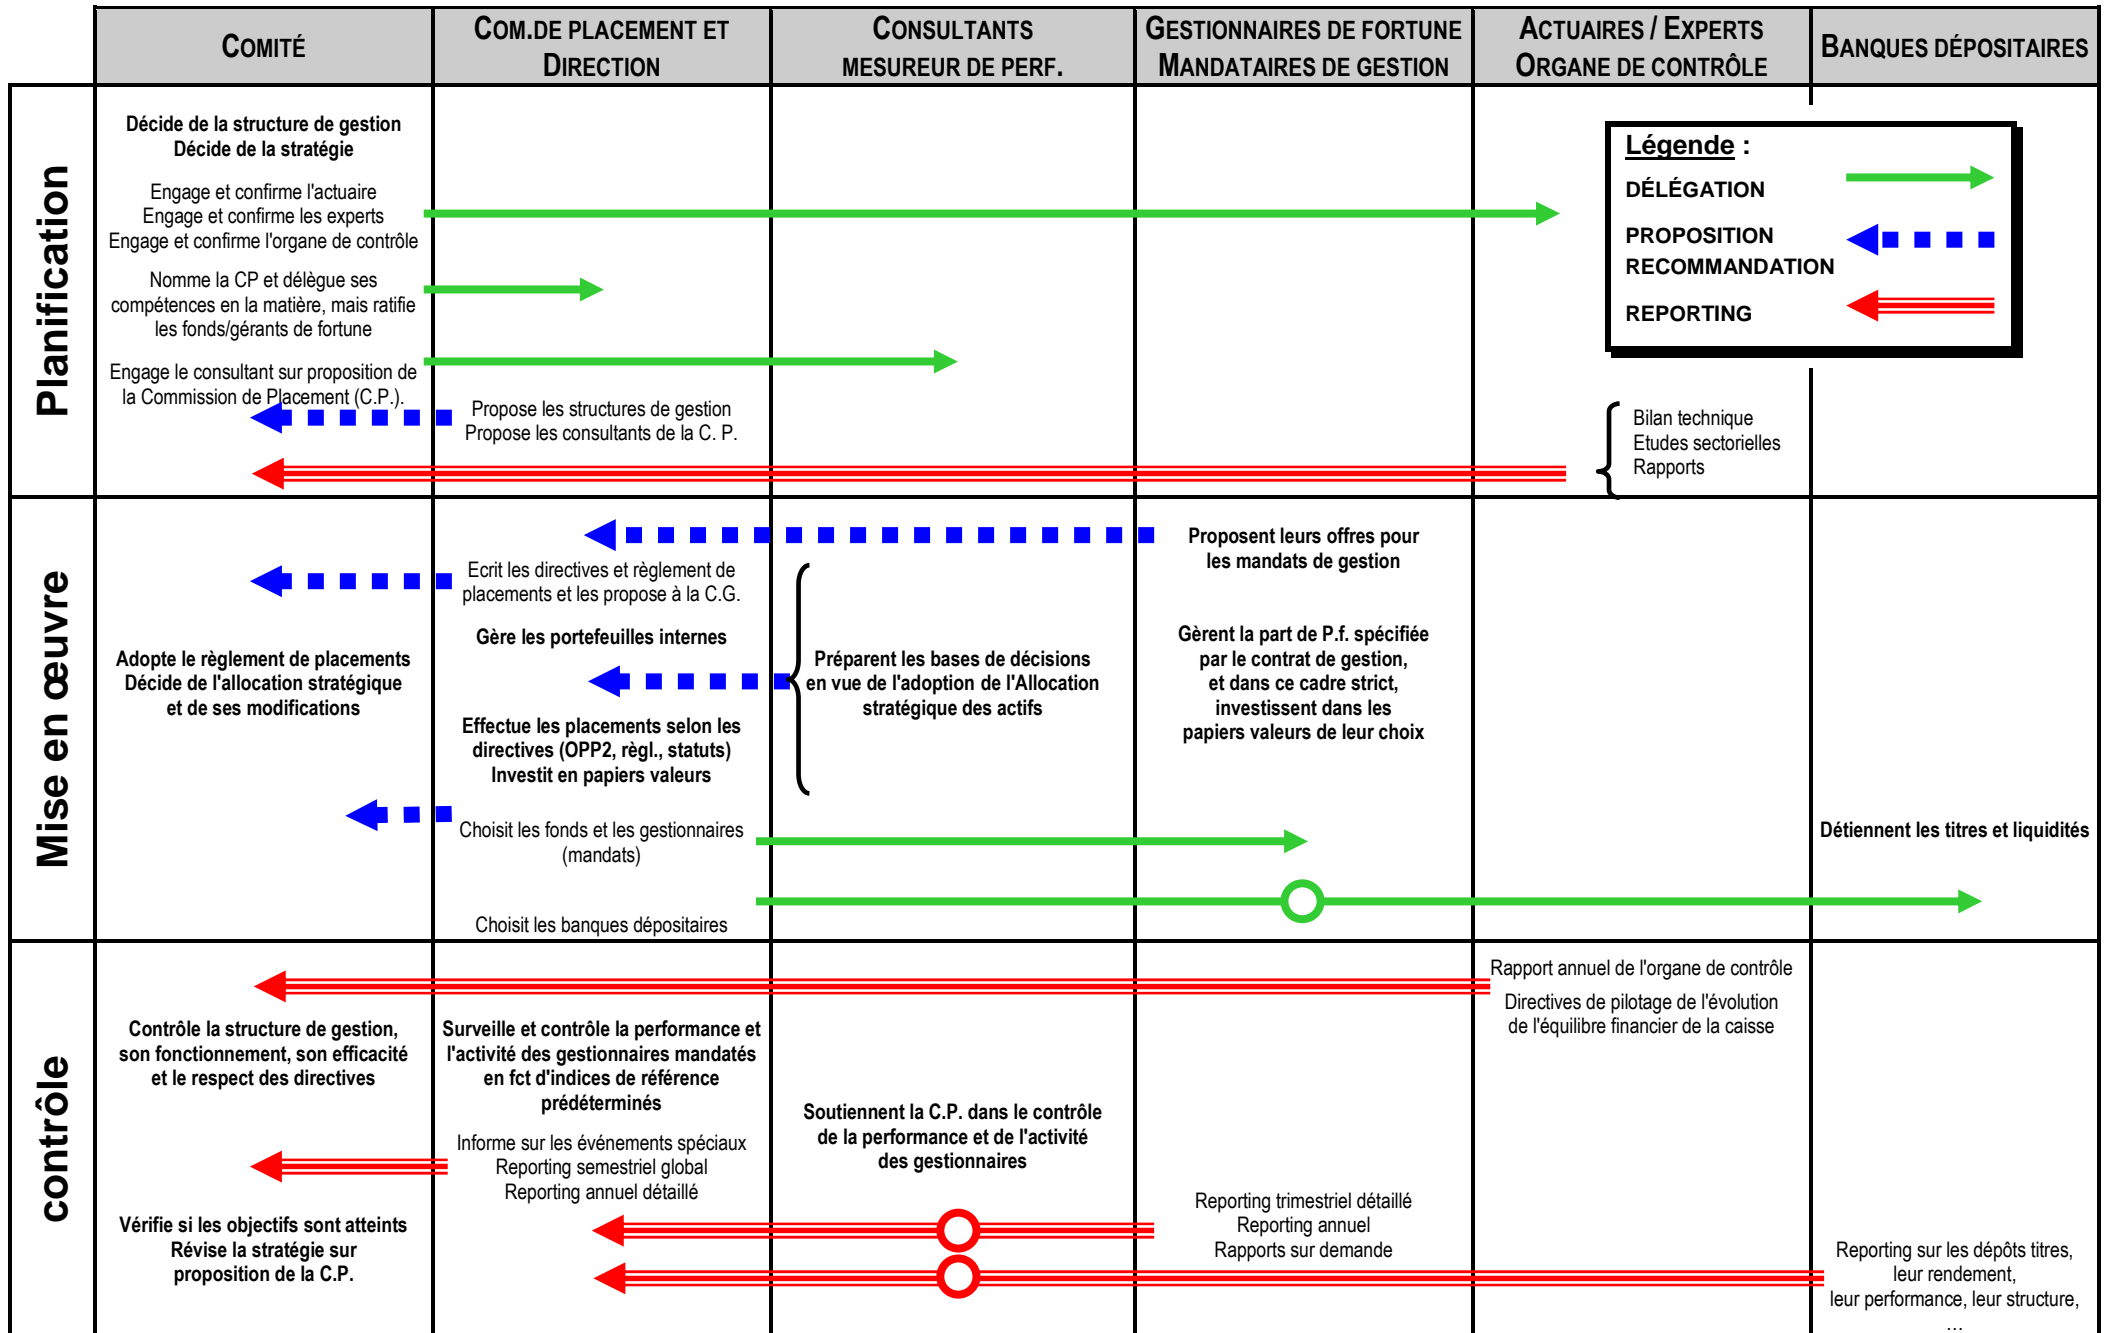 COMITÉ
COM.DE PLACEMENT ET
DIRECTION
CONSULTANTS
MESUREUR DE PERF.
GESTIONNAIRES DE FORTUNE
MANDATAIRES DE GESTION
ACTUAIRES / EXPERTS
ORGANE DE CONTRÔLE
BANQUES DÉPOSITAIRES
Planification
Décide de la structure de gestion
Décide de la stratégie
Engage et confirme l'actuaire
Engage et confirme les experts
Engage et confirme l'organe de contrôle
Nomme la CP et délègue ses
compétences en la matière, mais ratifie
les fonds/gérants de fortune
Engage le consultant sur proposition de
la Commission de Placement (C.P.).
Propose les structures de gestion
Propose les consultants de la C. P.
Légende :
DÉLÉGATION
PROPOSITION
RECOMMANDATION
REPORTING
Bilan technique
Etudes sectorielles
Rapports
Mise en œuvre
Adopte le règlement de placements
Décide de l'allocation stratégique
et de ses modifications
Ecrit les directives et règlement de
placements et les propose à la C.G.
Gère les portefeuilles internes
Effectue les placements selon les
directives (OPP2, règl., statuts)
Investit en papiers valeurs
Choisit les fonds et les gestionnaires
(mandats)
Choisit les banques dépositaires
Préparent les bases de décisions
en vue de l'adoption de l'Allocation
stratégique des actifs
Proposent leurs offres pour
les mandats de gestion
Gèrent la part de P.f. spécifiée
par le contrat de gestion,
et dans ce cadre strict,
investissent dans les
papiers valeurs de leur choix
Détiennent les titres et liquidités
contrôle
Contrôle la structure de gestion,
son fonctionnement, son efficacité
et le respect des directives
Vérifie si les objectifs sont atteints
Révise la stratégie sur
proposition de la C.P.
Surveille et contrôle la performance et
l'activité des gestionnaires mandatés
en fct d'indices de référence
prédéterminés
Informe sur les événements spéciaux
Reporting semestriel global
Reporting annuel détaillé
Soutiennent la C.P. dans le contrôle
de la performance et de l'activité
des gestionnaires
Reporting trimestriel détaillé
Reporting annuel
Rapports sur demande
Rapport annuel de l'organe de contrôle
Directives de pilotage de l'évolution
de l'équilibre financier de la caisse
Reporting sur les dépôts titres,
leur rendement,
leur performance, leur structure,
…